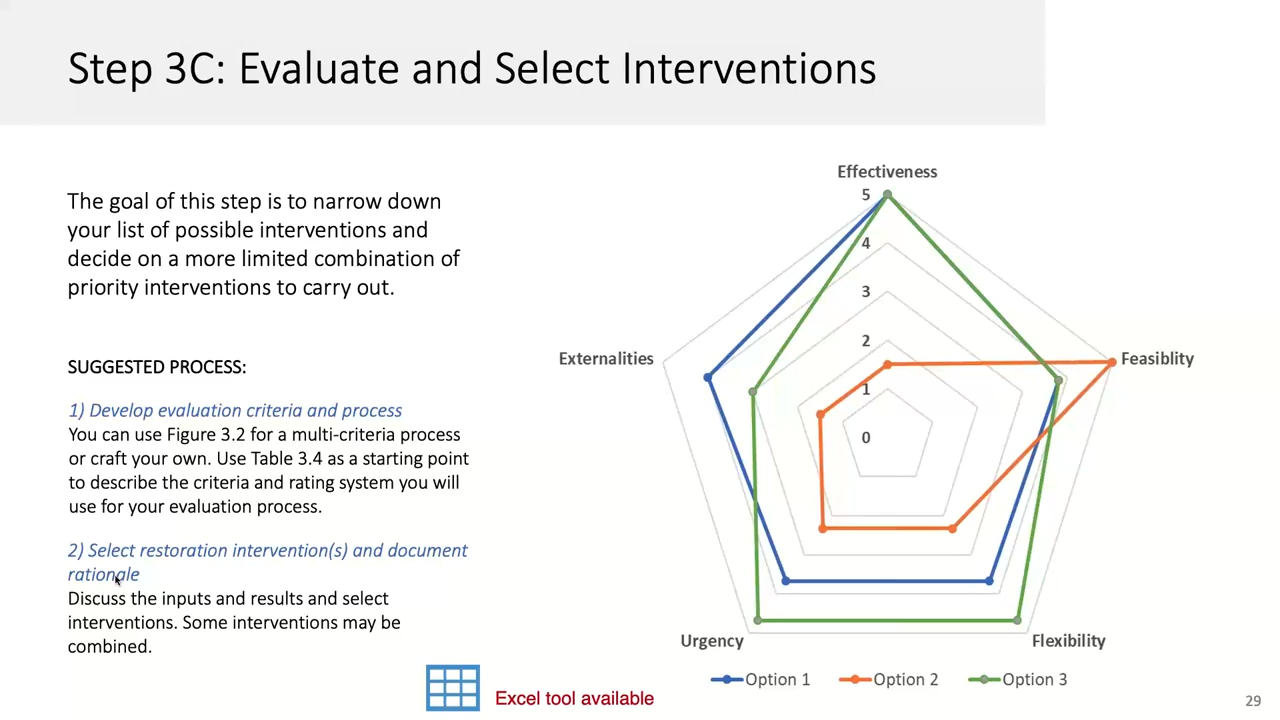 Step 3C: Evaluate and Select Interventions
The goal of this step is to narrow down
your list of possible interventions and
decide on a more limited combination of
priority interventions to carry out.
SUGGESTED PROCESS:
1) Develop evaluation criteria and process
You can use Figure 3.2 for a multi-criteria process
or craft your own. Use Table 3.4 as a starting point
to describe the criteria and rating system you will
use for your evaluation process.
2) Select restoration intervention(s) and document
rationale
Discuss the inputs and results and select
interventions. Some interventions may be
combined.
Excel tool available
Effectiveness
5
4
3
2
1
0
Externalities
Feasiblity
Urgency
Flexibility
Option 1
Option 2
Option 3
29